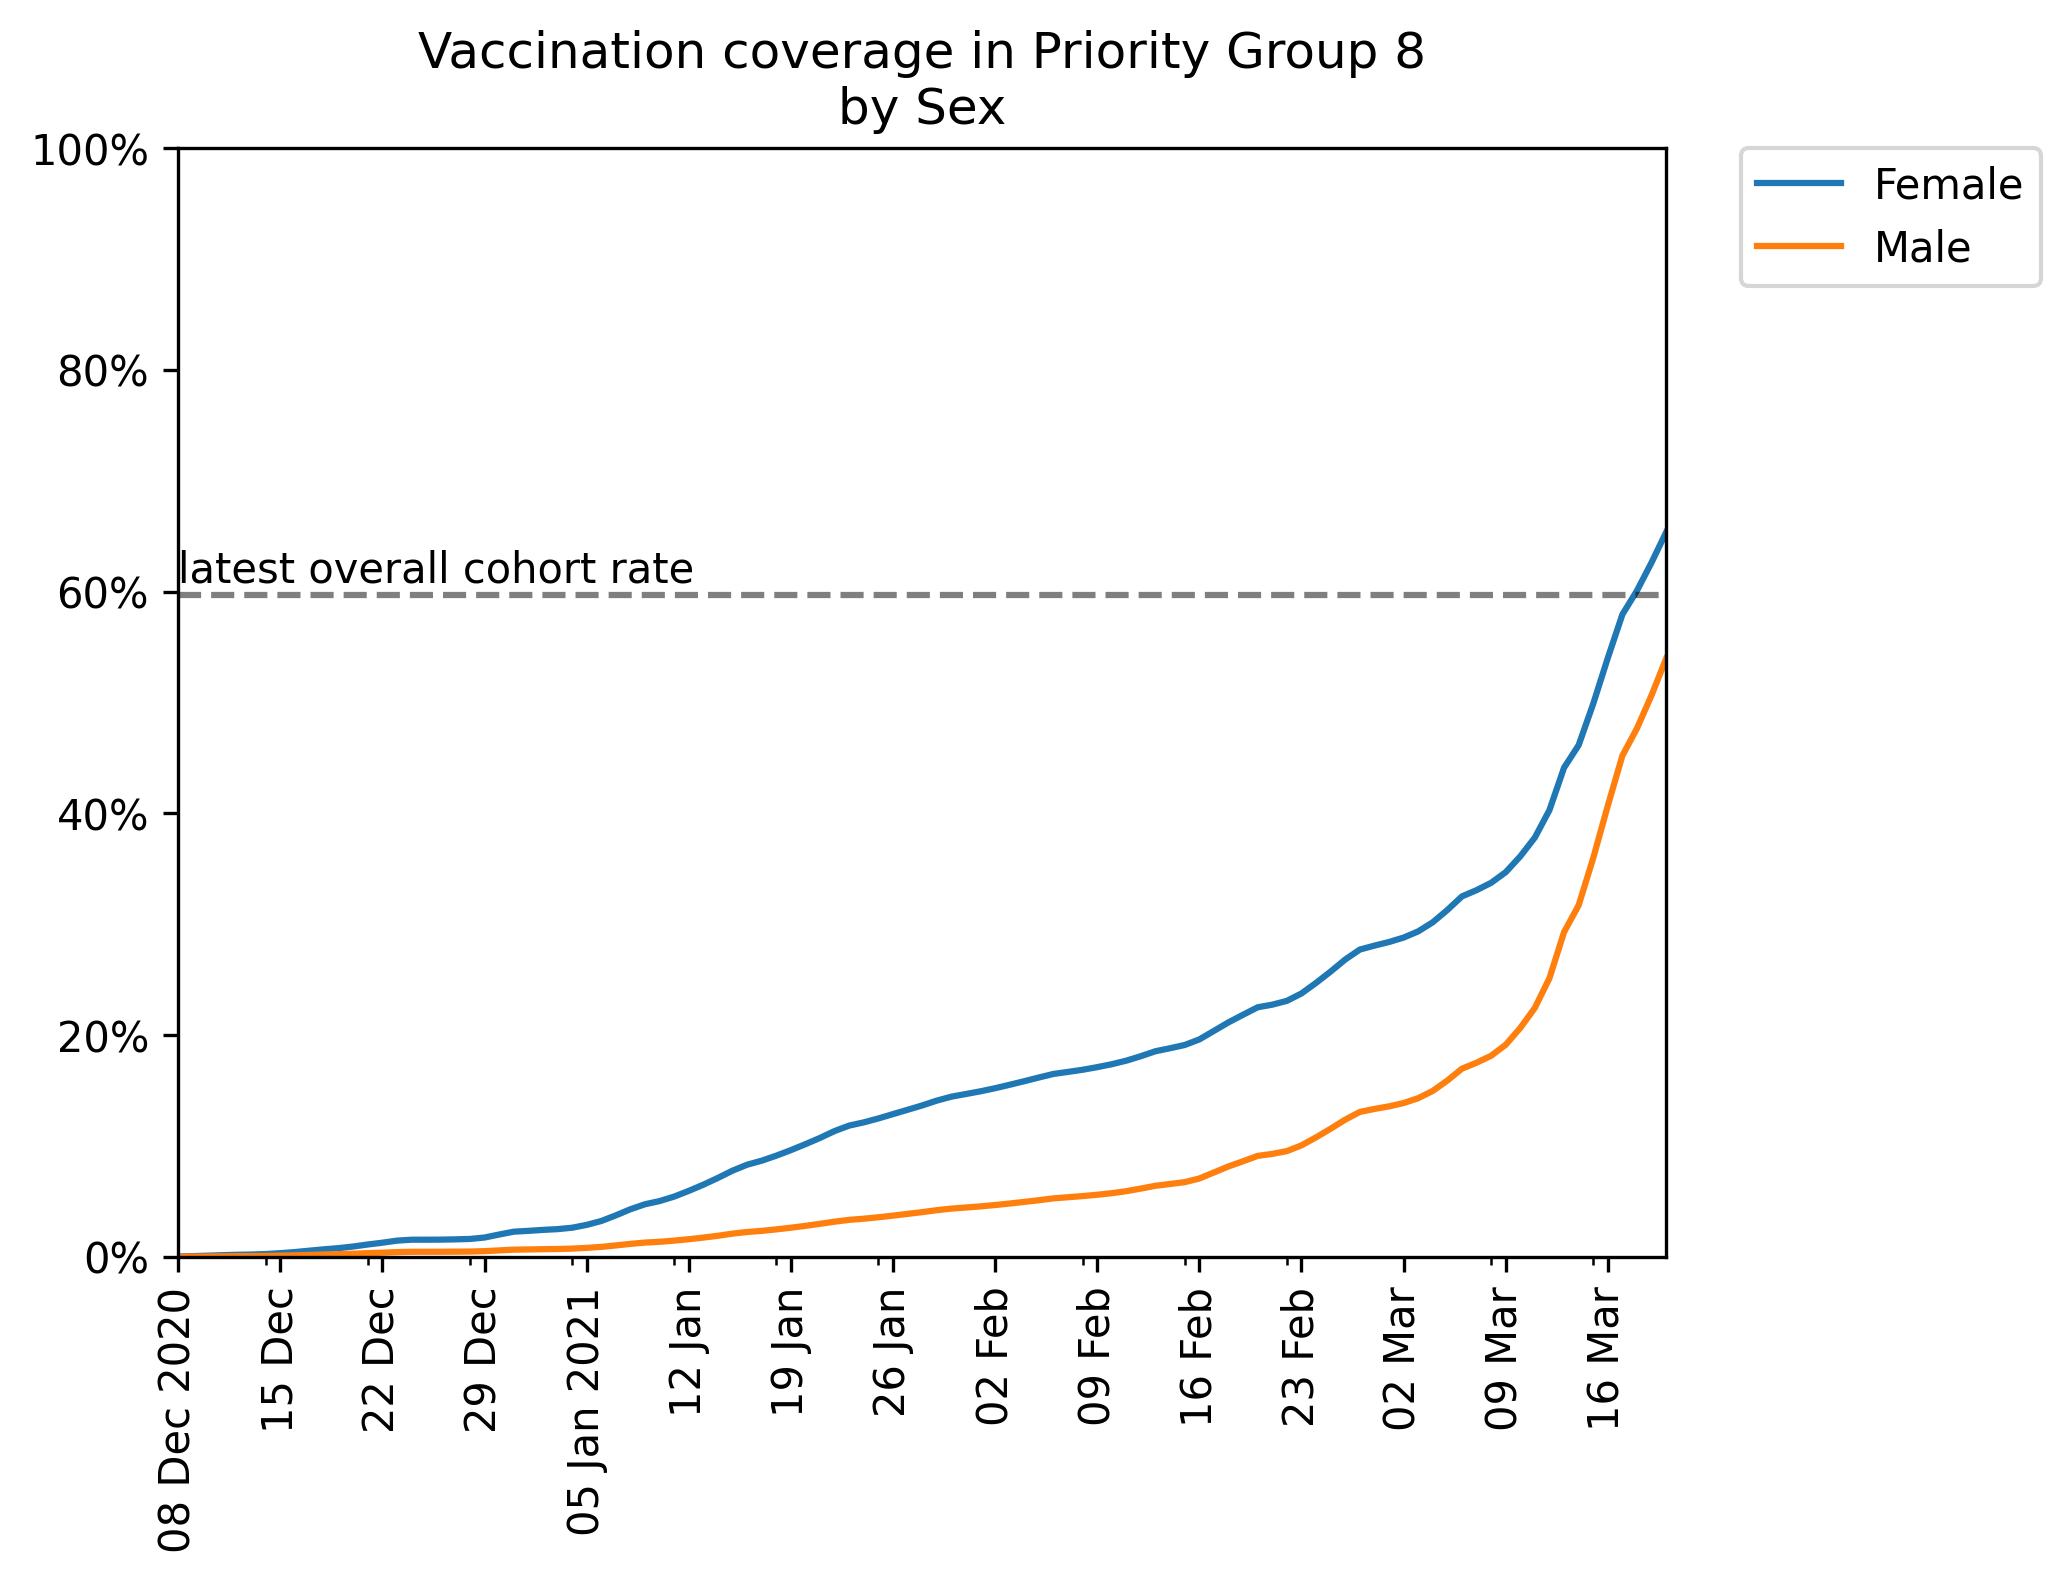 Vaccination coverage in Priority Group 8
by Sex
100%
80%
60%
40%
20%
0%
latest overall cohort rate
Female
Male
08 Dec 2020
15 Dec
22 Dec
29 Dec
05 Jan 2021
12 Jan
19 Jan
26 Jan
02 Feb
09 Feb
16 Feb
23 Feb
02 Mar
09 Mar
16 Mar